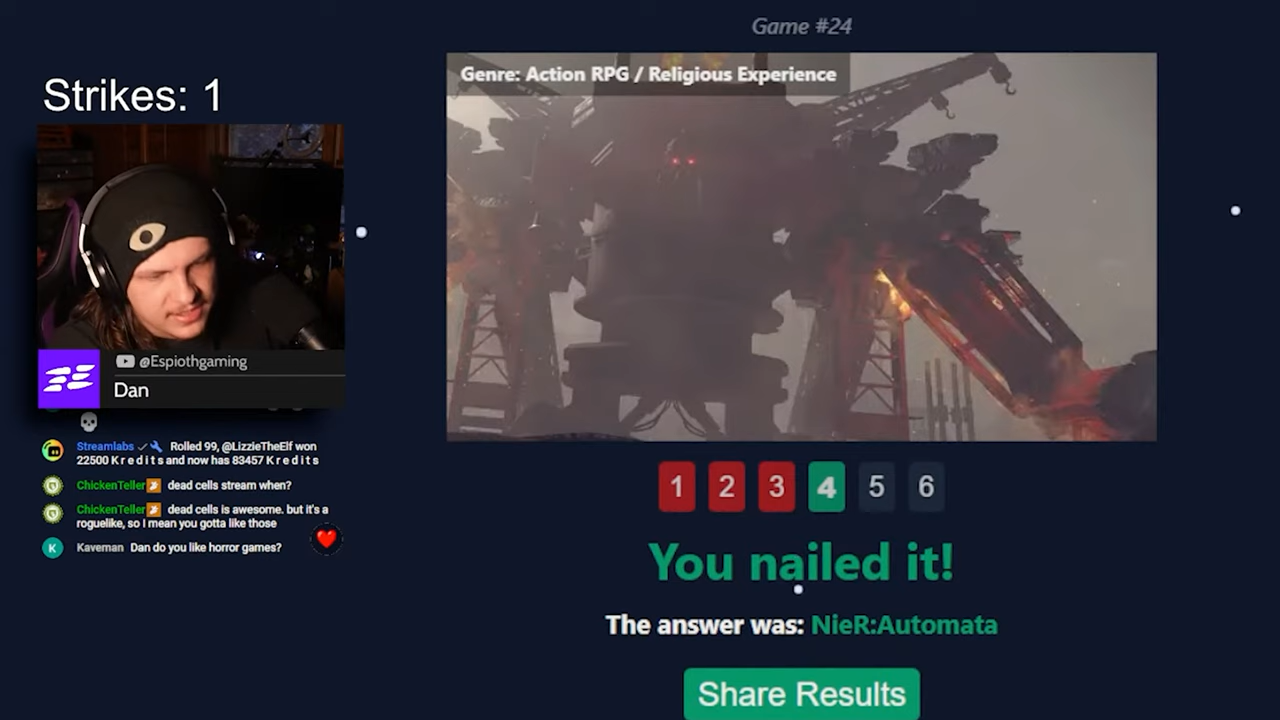 Game #24
Genre: Action RPG / Religious Experience
Strikes: 1
@Espiothgaming
Dan
Streamlabs Rolled 99, @LizzieTheElf won
22500 K r e d i t s and now has 83457 K r e d i t s
ChickenTeller dead cells stream when?
ChickenTeller dead cells is awesome. but it's a
roguelike, so I mean you gotta like those
K Kaveman Dan do you like horror games?
1 2 3 4 5 6
You nailed it!
The answer was: NieR:Automata
Share Results